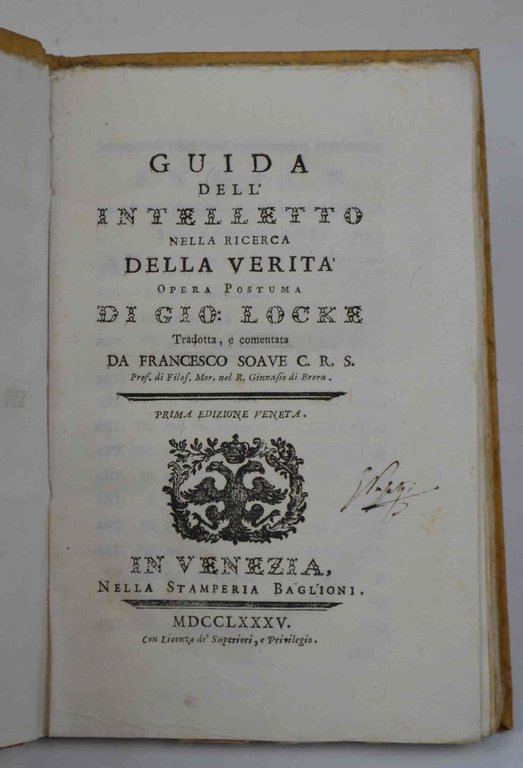 GUIDA
DELL'
INTELLETTO
NELLA RICERCA
DELLA VERITA'
OPERA POSTUMA
DI GIO: LOCKE
Tradotta, e comentata
DA FRANCESCO SOAVE C. R. S.
Prof. di Filoſ. Mor. nel R. Ginnaſio di Brera.
PRIMA EDIZIONE VENETA.
IN VENEZIA,
NELLA STAMPERIA BAGLIONI.
MDCCLXXXV.
Con Licenza de' Superiori, e Privilegio.